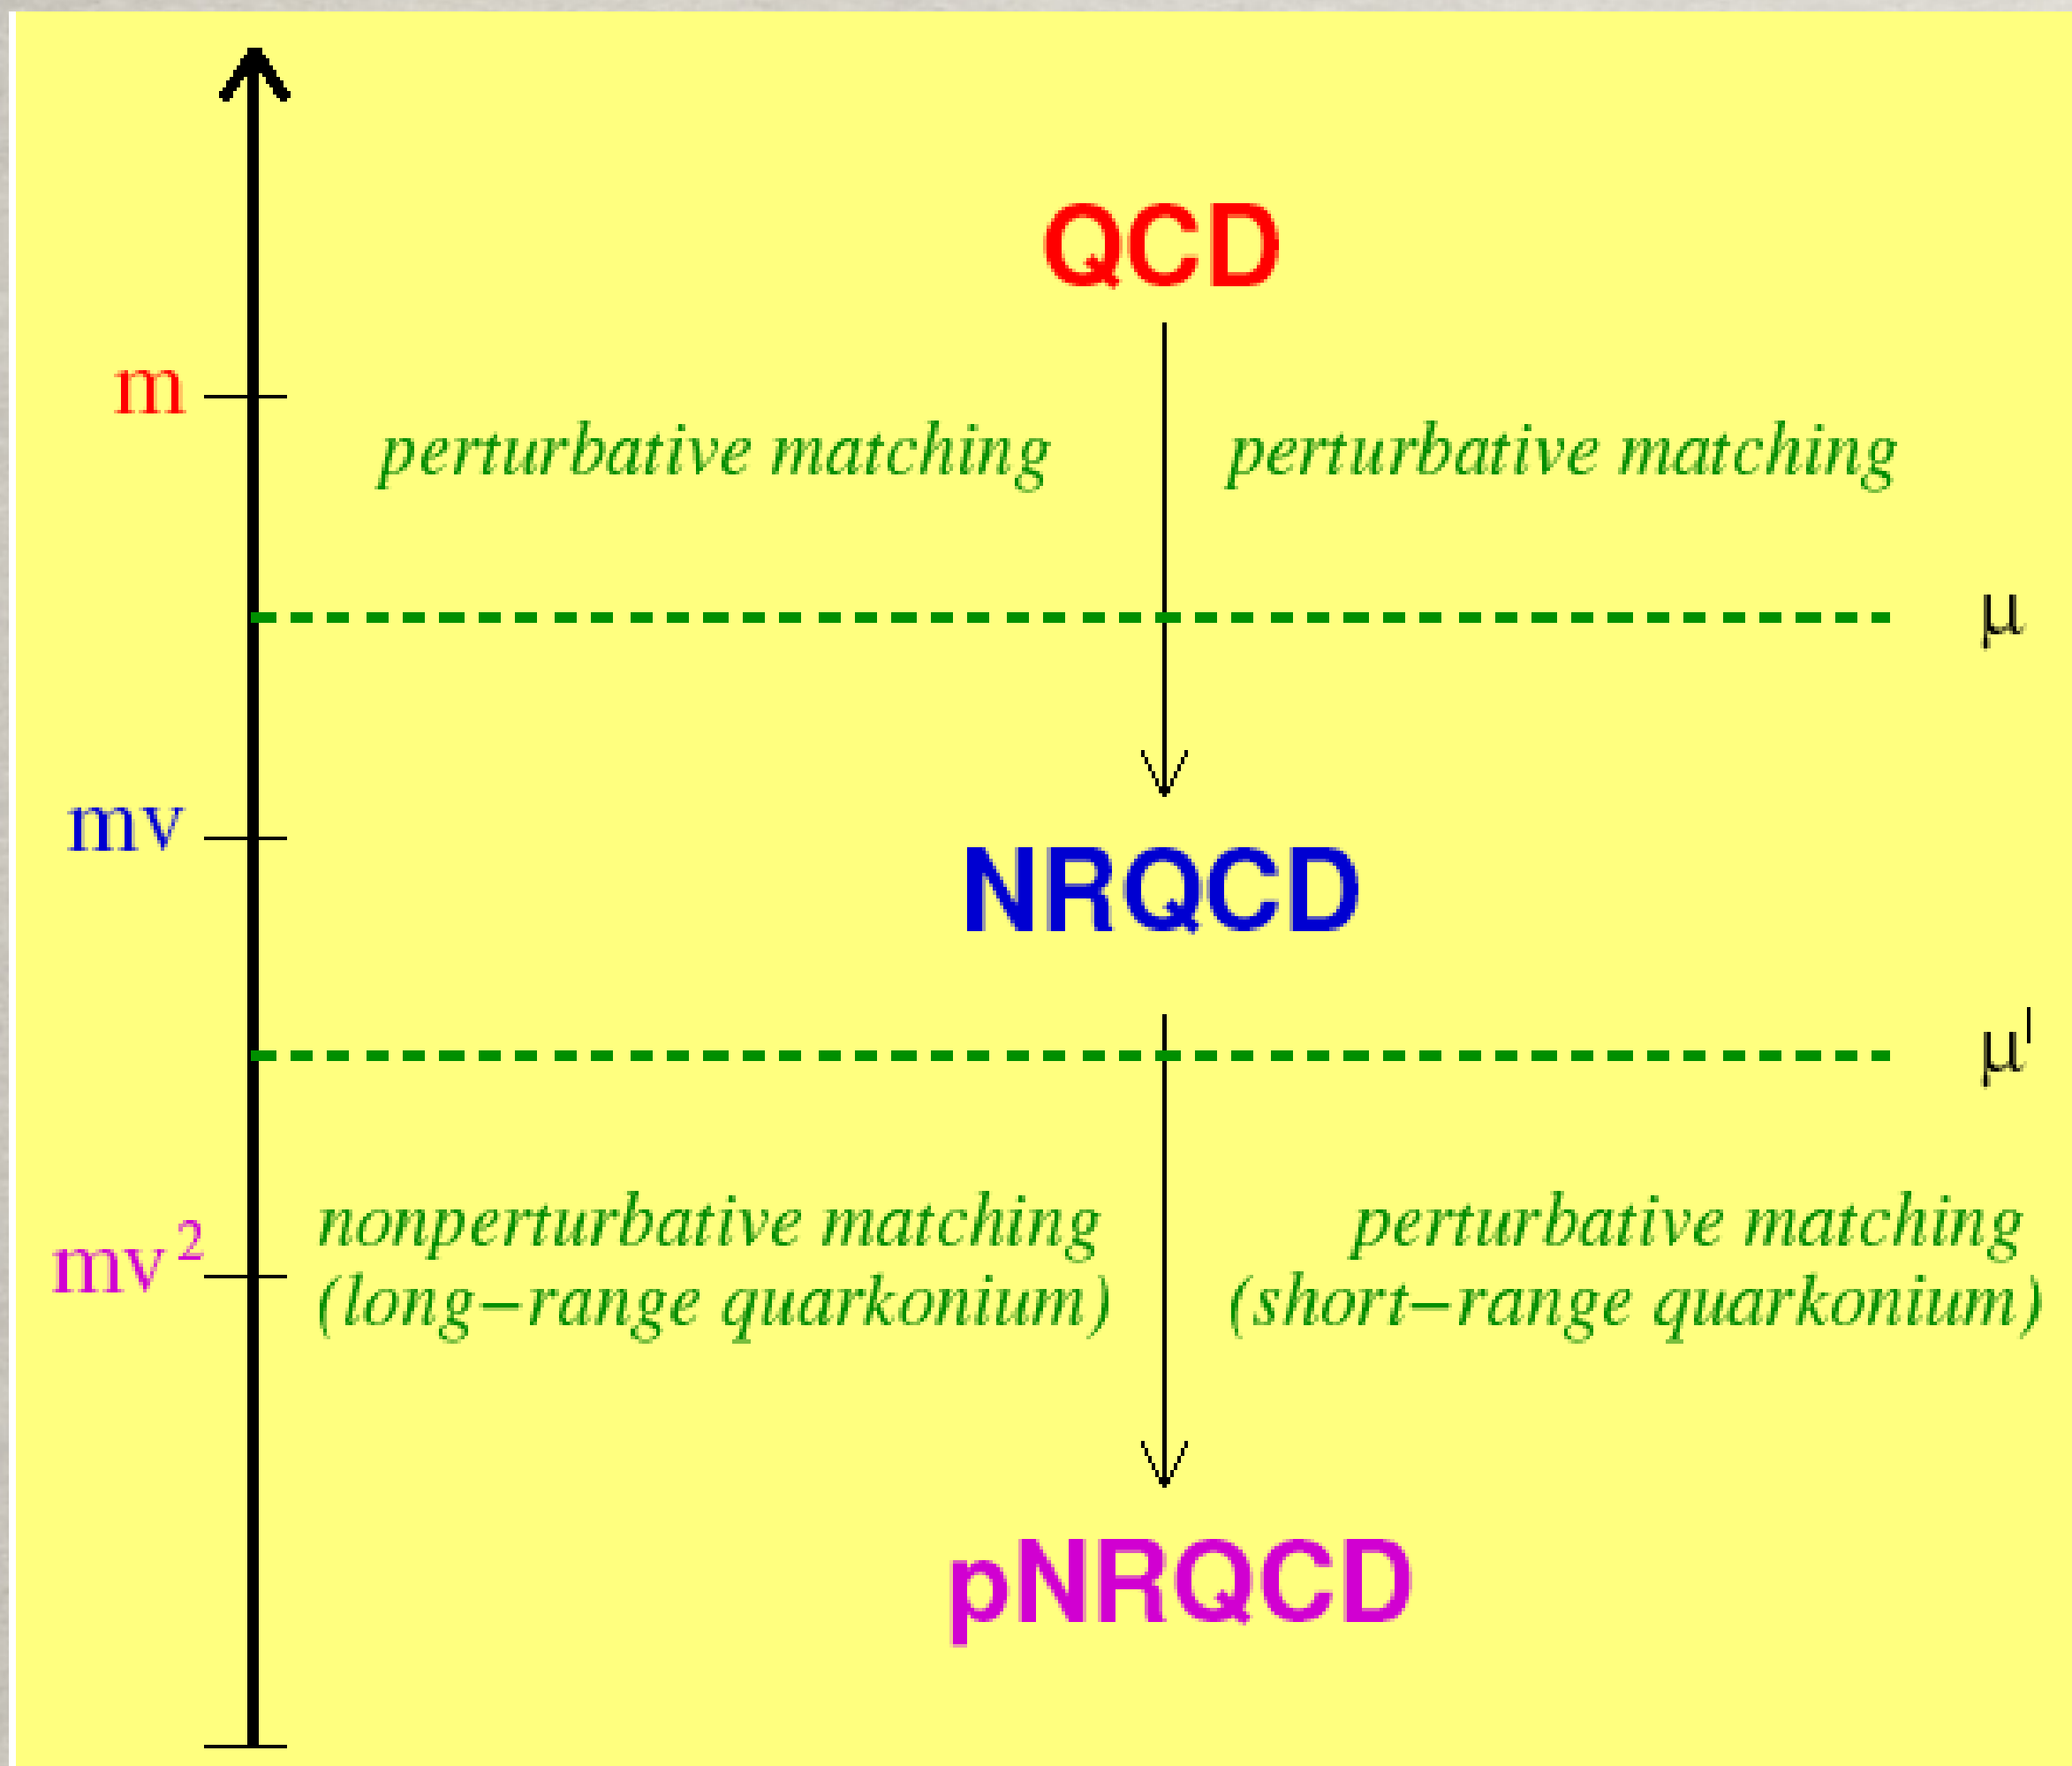 QCD
m
perturbative matching perturbative matching
μ
mv
NRQCD
μ'
mv²
nonperturbative matching perturbative matching
(long–range quarkonium) (short–range quarkonium)
pNRQCD